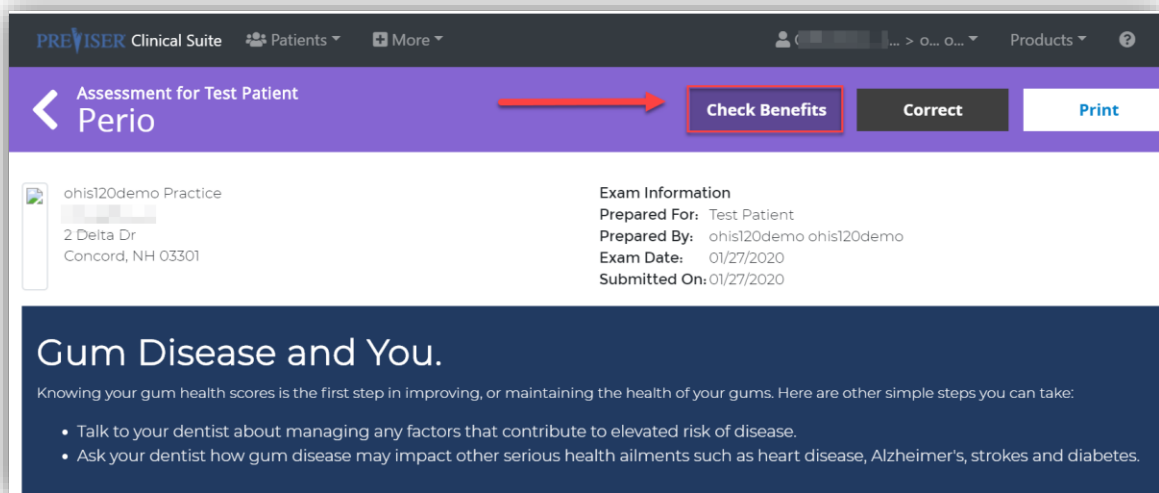 PREVISER Clinical Suite Patients More ... > o... o... Products ?
Assessment for Test Patient
Perio
Check Benefits Correct Print
ohis120demo Practice
2 Delta Dr
Concord, NH 03301
Exam Information
Prepared For: Test Patient
Prepared By: ohis120demo ohis120demo
Exam Date: 01/27/2020
Submitted On: 01/27/2020
Gum Disease and You.
Knowing your gum health scores is the first step in improving, or maintaining the health of your gums. Here are other simple steps you can take:
• Talk to your dentist about managing any factors that contribute to elevated risk of disease.
• Ask your dentist how gum disease may impact other serious health ailments such as heart disease, Alzheimer's, strokes and diabetes.